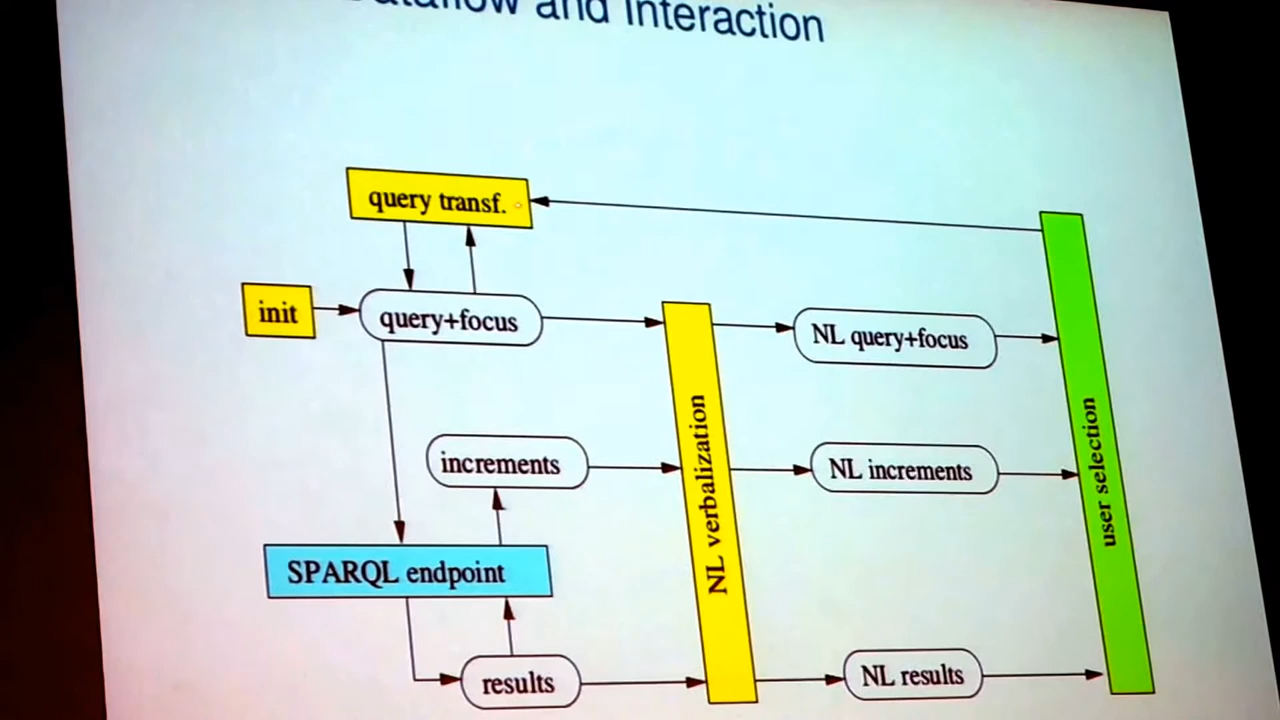 Dataflow and Interaction
query transf.
init
query+focus
NL query+focus
increments
NL increments
NL verbalization
user selection
SPARQL endpoint
results
NL results